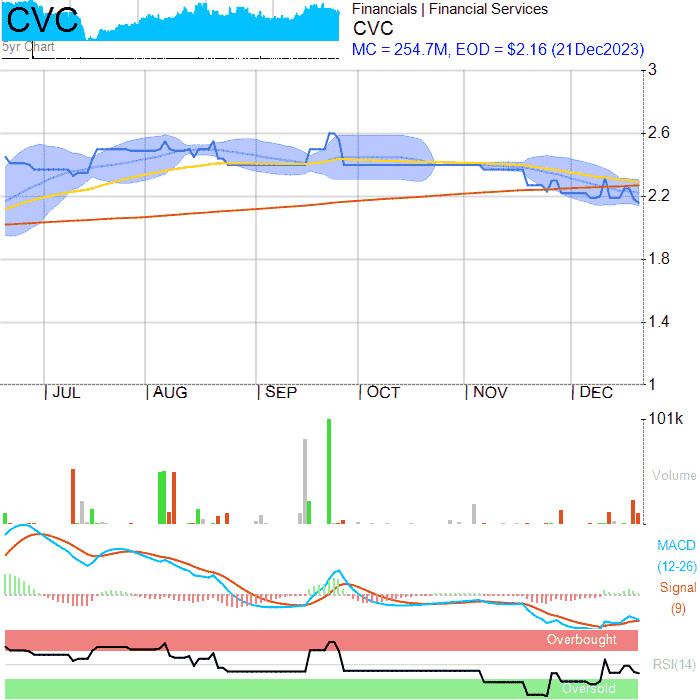 CVC
5yr Chart
Financials | Financial Services
CVC
MC = 254.7M, EOD = $2.16 (21Dec2023)
3
2.6
2.2
1.8
1.4
1
JUL AUG SEP OCT NOV DEC
101k
Volume
MACD
(12-26)
Signal
(9)
Overbought
RSI(14)
Oversold